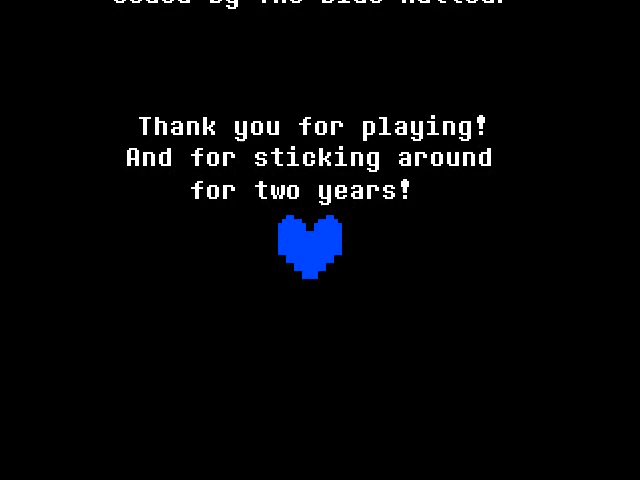 Thank you for playing!
And for sticking around
for two years!